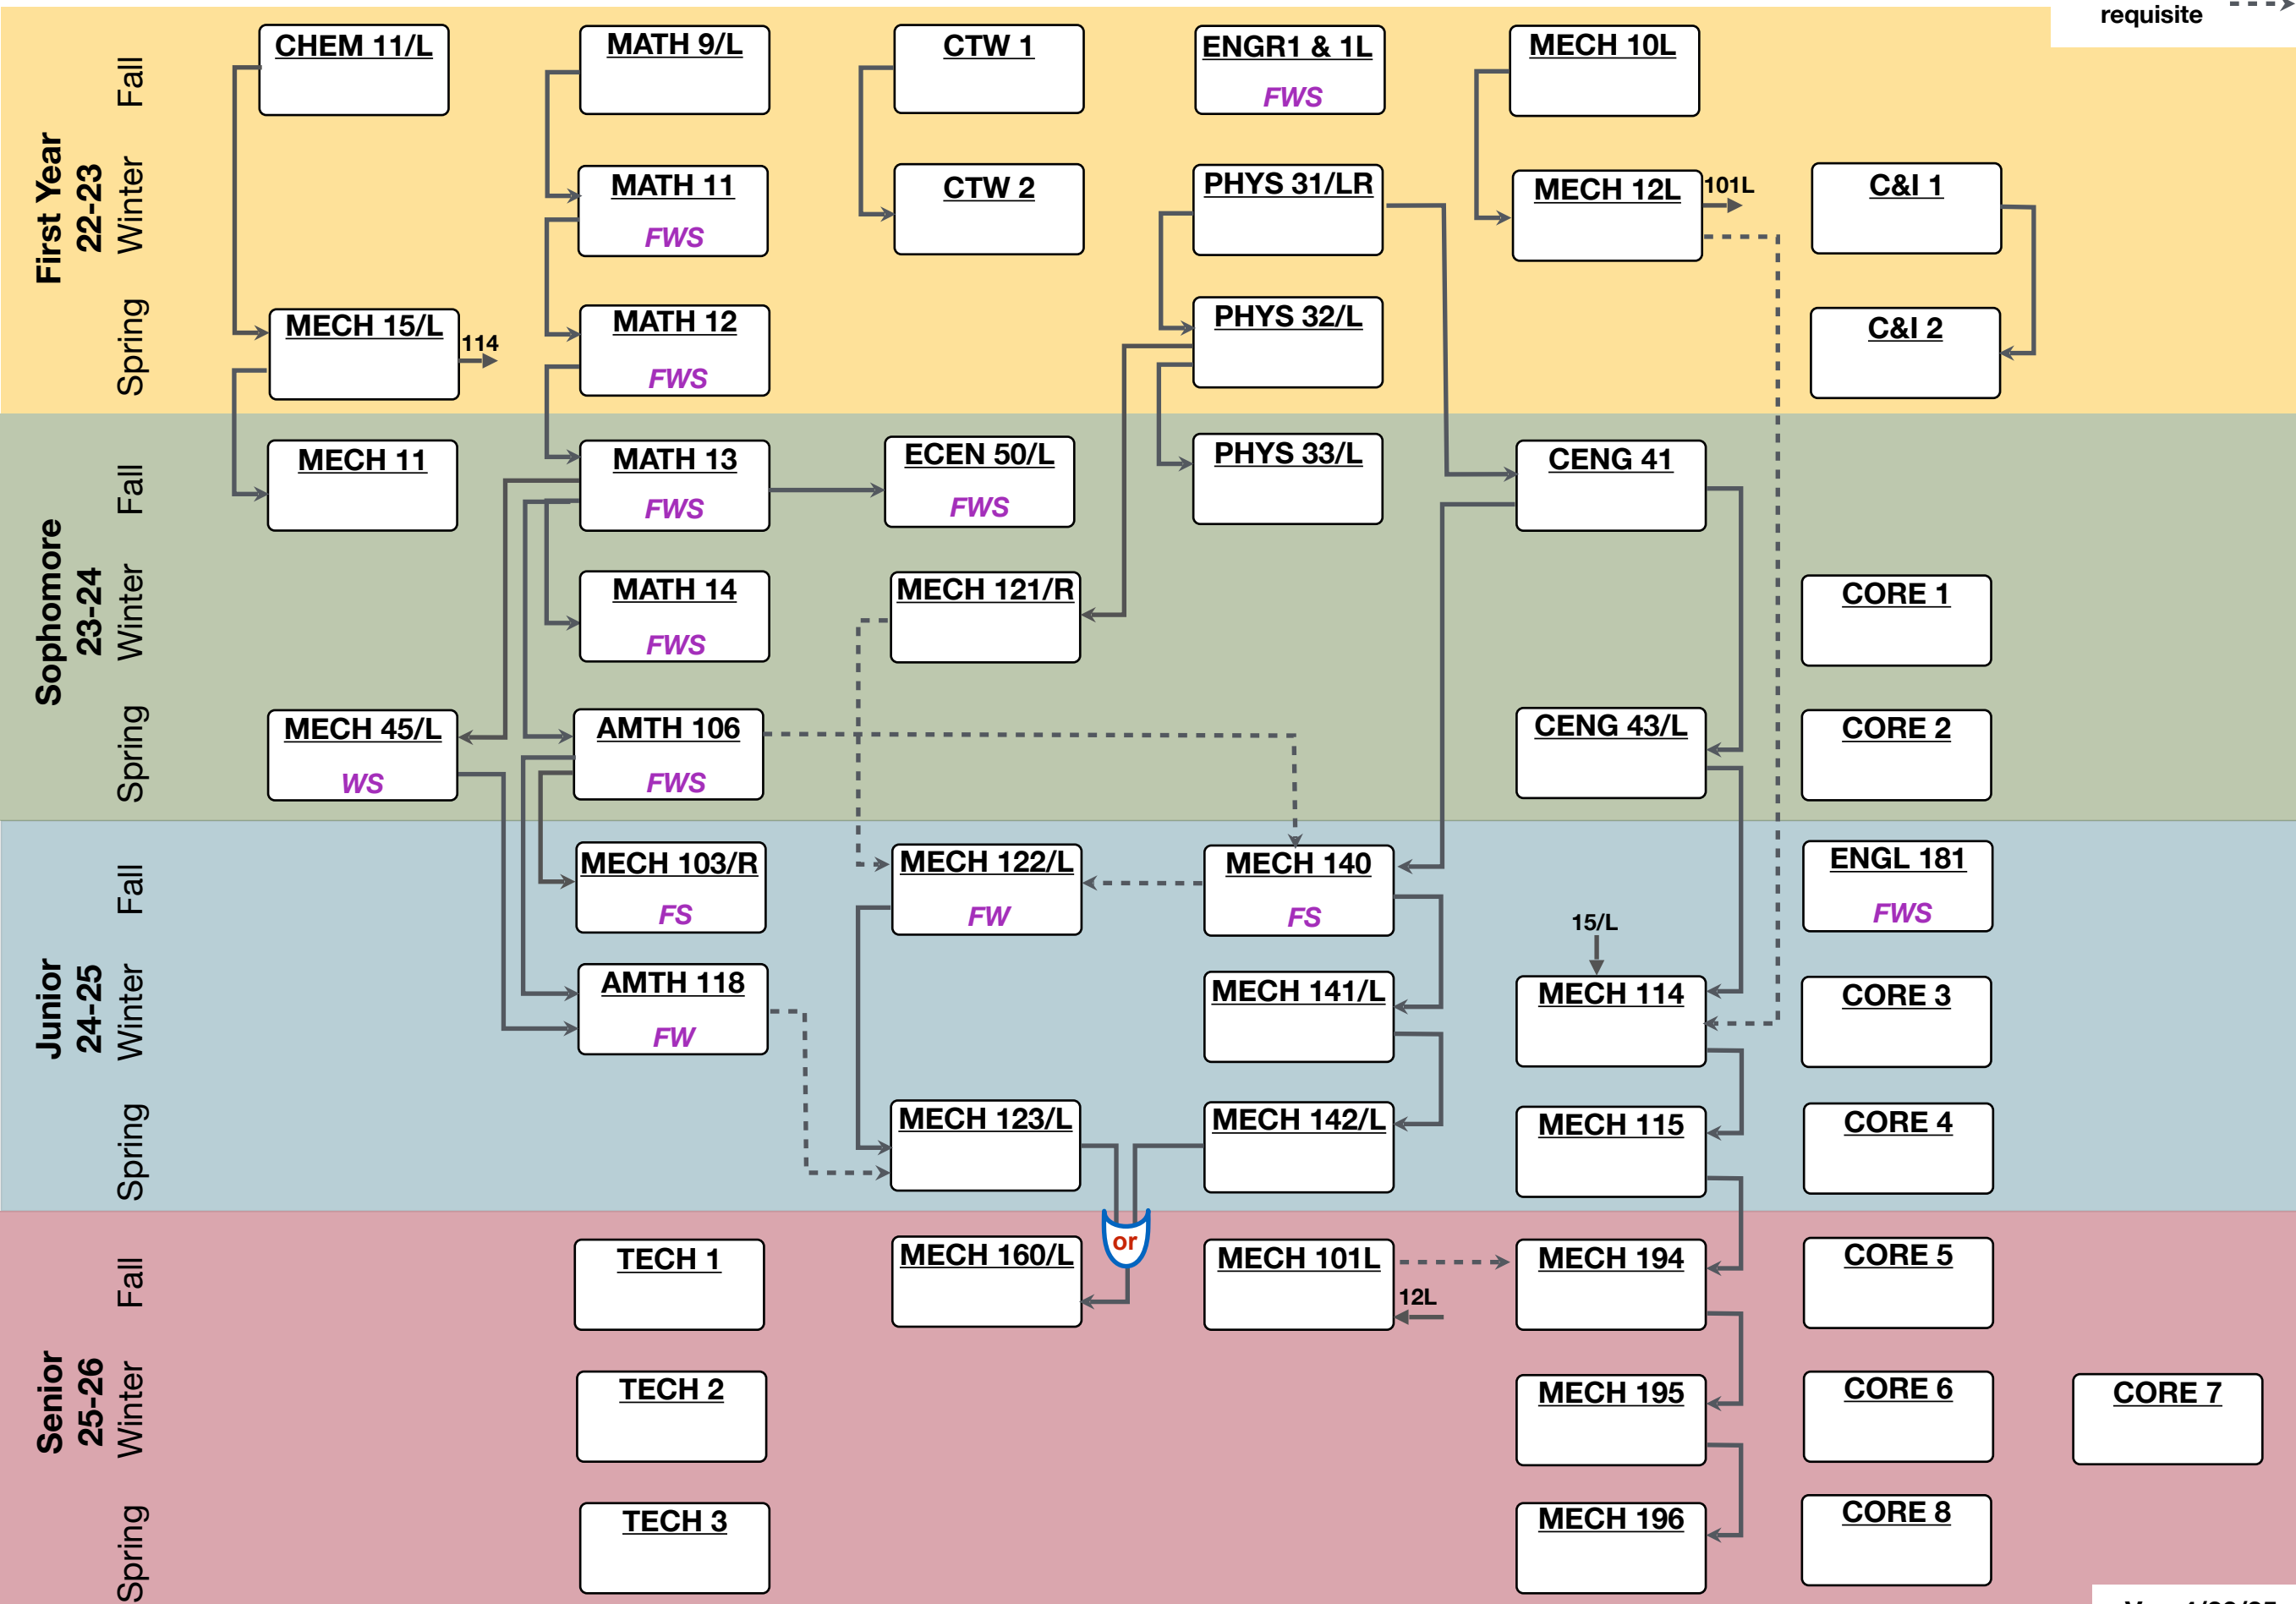 requisite
First Year
22-23
Fall
CHEM 11/L
MATH 9/L
CTW 1
ENGR1 & 1L
FWS
MECH 10L
Winter
MATH 11
FWS
CTW 2
PHYS 31/LR
MECH 12L
101L
C&I 1
Spring
MECH 15/L
114
MATH 12
FWS
PHYS 32/L
C&I 2
Sophomore
23-24
Fall
MECH 11
MATH 13
FWS
ECEN 50/L
FWS
PHYS 33/L
CENG 41
Winter
MATH 14
FWS
MECH 121/R
CORE 1
Spring
MECH 45/L
WS
AMTH 106
FWS
CENG 43/L
CORE 2
Junior
24-25
Fall
MECH 103/R
FS
MECH 122/L
FW
MECH 140
FS
ENGL 181
FWS
15/L
Winter
AMTH 118
FW
MECH 141/L
MECH 114
CORE 3
Spring
MECH 123/L
MECH 142/L
MECH 115
CORE 4
or
Senior
25-26
Fall
TECH 1
MECH 160/L
MECH 101L
12L
MECH 194
CORE 5
Winter
TECH 2
MECH 195
CORE 6
CORE 7
Spring
TECH 3
MECH 196
CORE 8